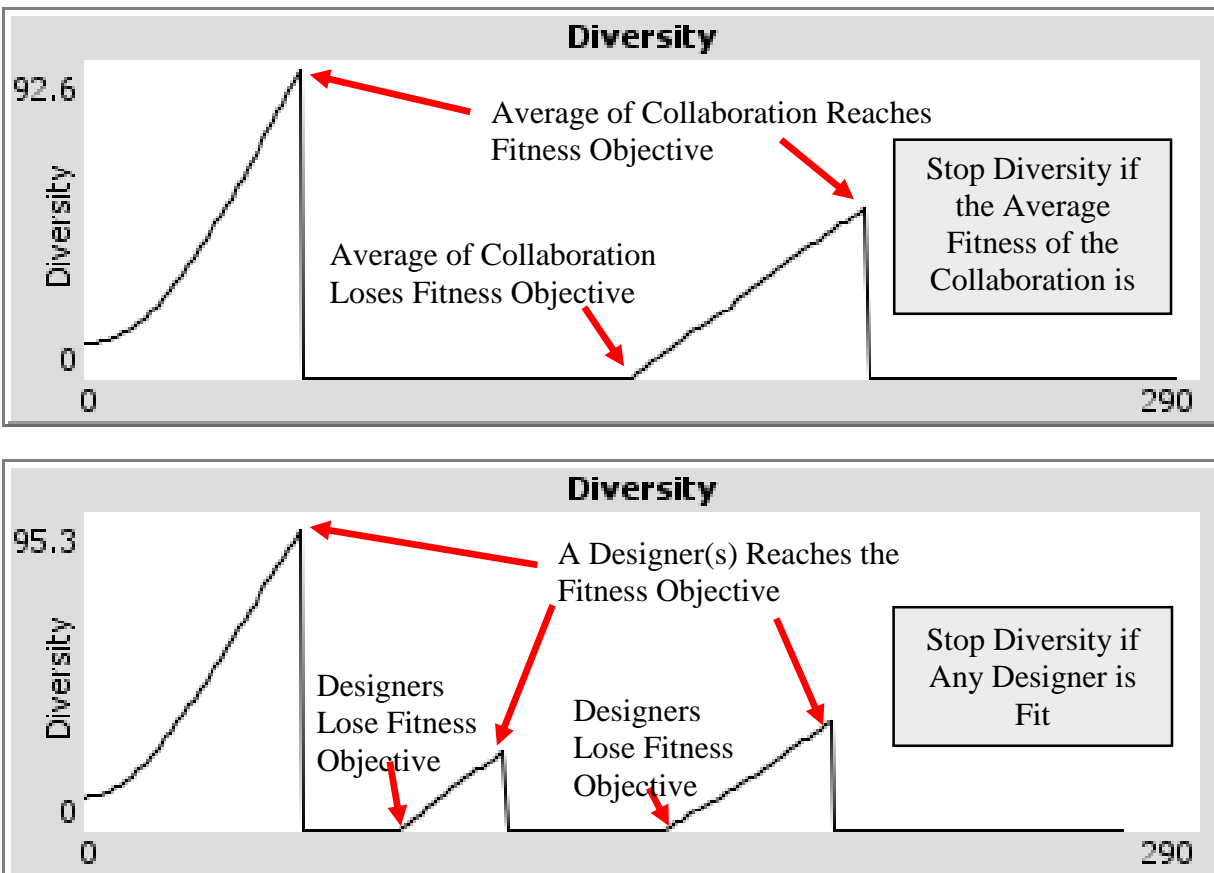 Diversity
92.6
Average of Collaboration Reaches
Fitness Objective
Stop Diversity if
the Average
Fitness of the
Collaboration is
Diversity
Average of Collaboration
Loses Fitness Objective
0
0
290
Diversity
95.3
A Designer(s) Reaches the
Fitness Objective
Stop Diversity if
Any Designer is
Fit
Diversity
Designers
Lose Fitness
Objective
Designers
Lose Fitness
Objective
0
0
290